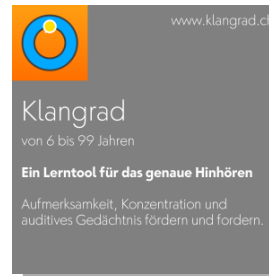 www.klangrad.ch
Klangrad
von 6 bis 99 Jahren
Ein Lerntool für das genaue Hinhören
Aufmerksamkeit, Konzentration und
auditives Gedächtnis fördern und fordern.